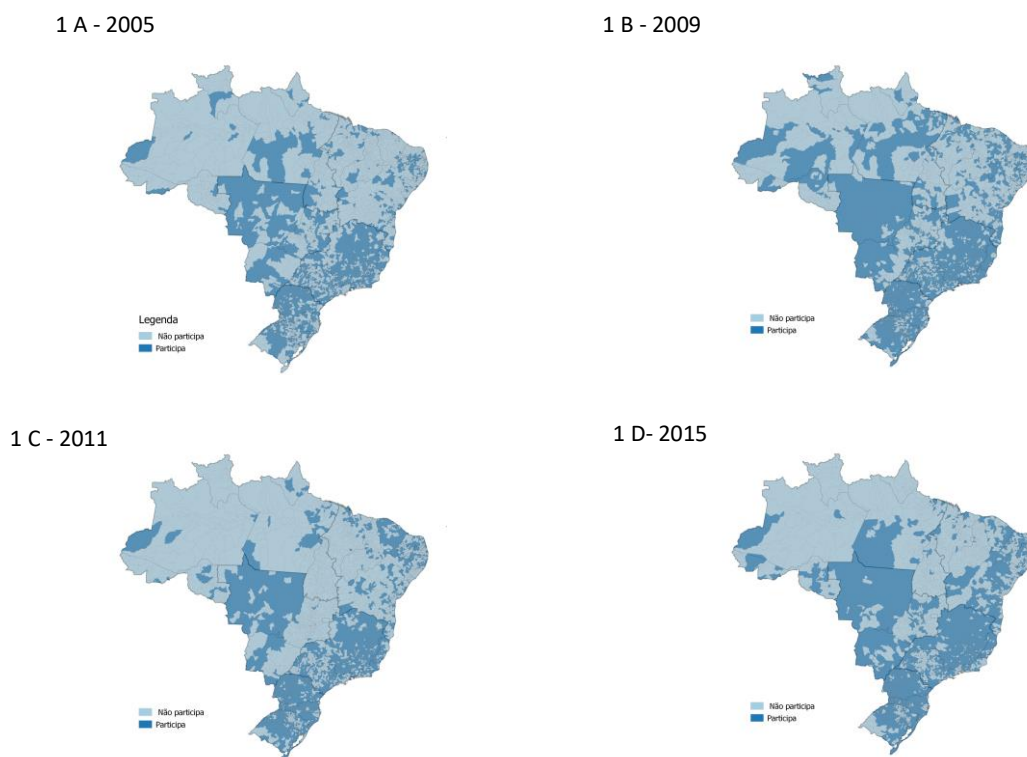 1 A - 2005
1 B - 2009
Legenda
Não participa
Participa
Não participa
Participa
1 C - 2011
1 D- 2015
Não participa
Participa
Não participa
Participa